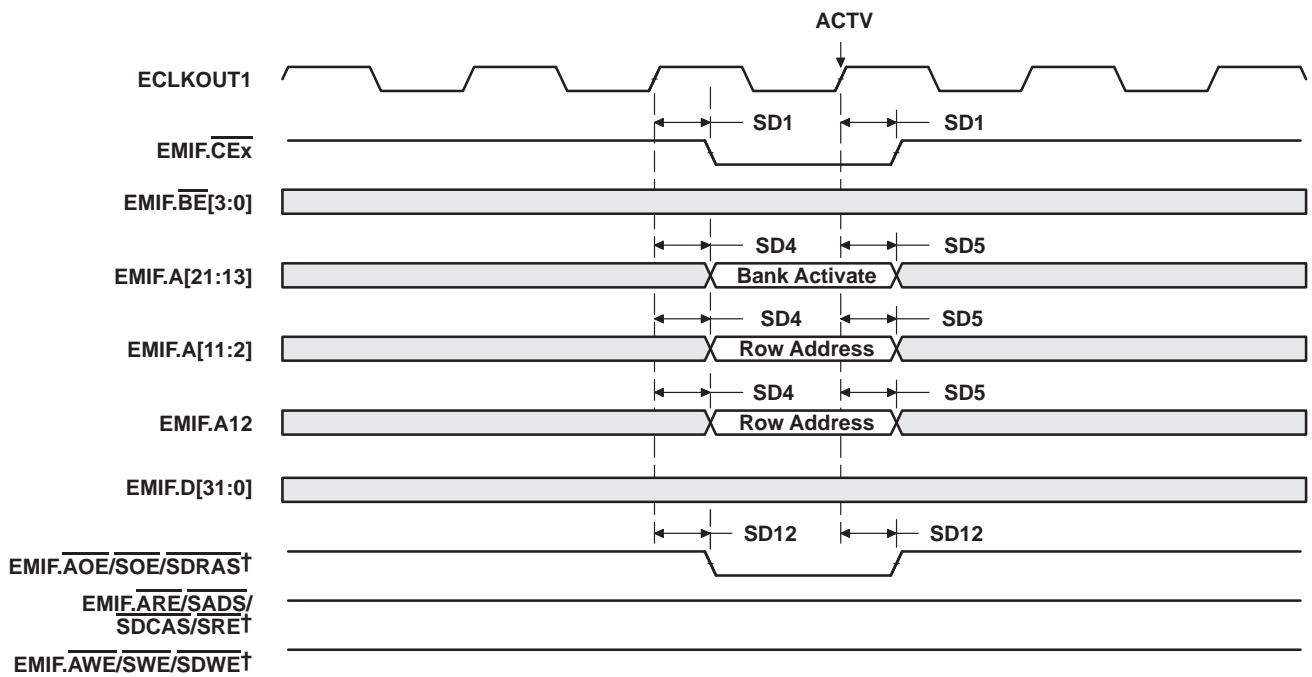 ACTV
ECLKOUT1
SD1 SD1
EMIF.CEx
EMIF.BE[3:0]
SD4 SD5
EMIF.A[21:13] Bank Activate
SD4 SD5
EMIF.A[11:2] Row Address
SD4 SD5
EMIF.A12 Row Address
EMIF.D[31:0]
SD12 SD12
EMIF.AOE/SOE/SDRAS†
EMIF.ARE/SADS/
SDCAS/SRE†
EMIF.AWE/SWE/SDWE†